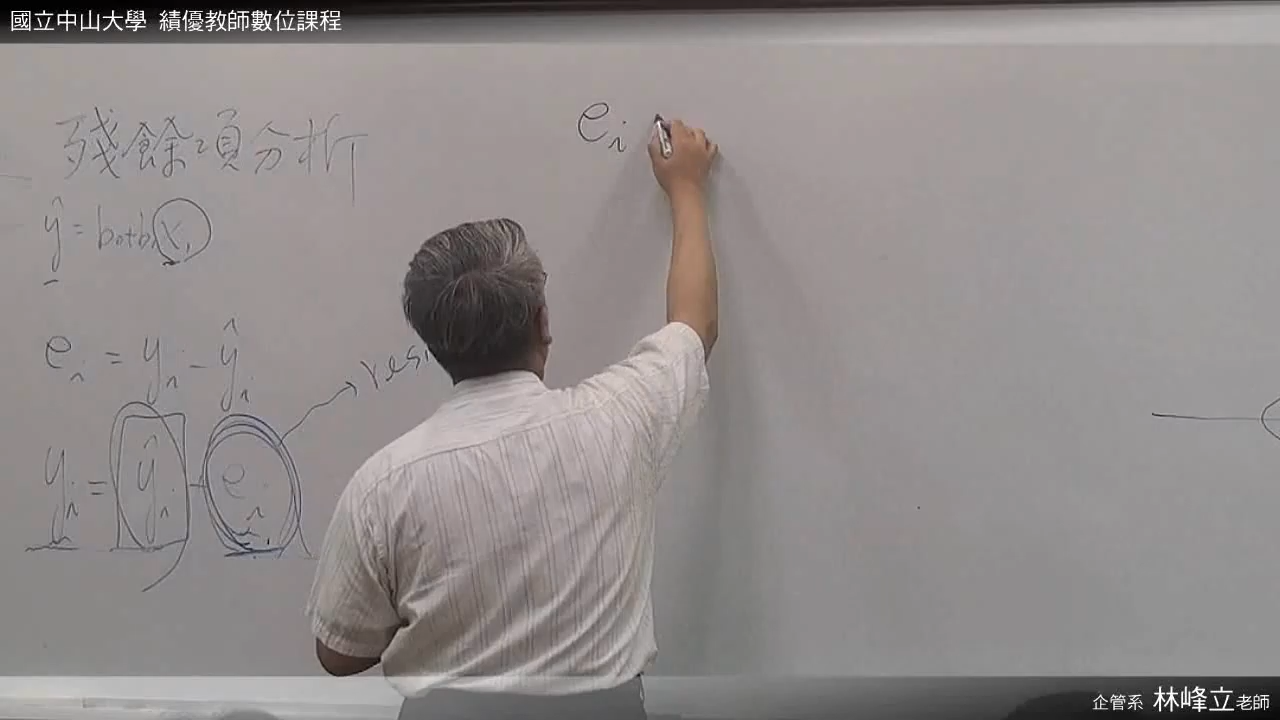 國立中山大學 績優教師數位課程
殘餘項分析
ŷ = b₀+b₁x₁
eᵢ = yᵢ - ŷᵢ
resi
yᵢ = ŷᵢ + eᵢ
eᵢ
企管系 林峰立老師